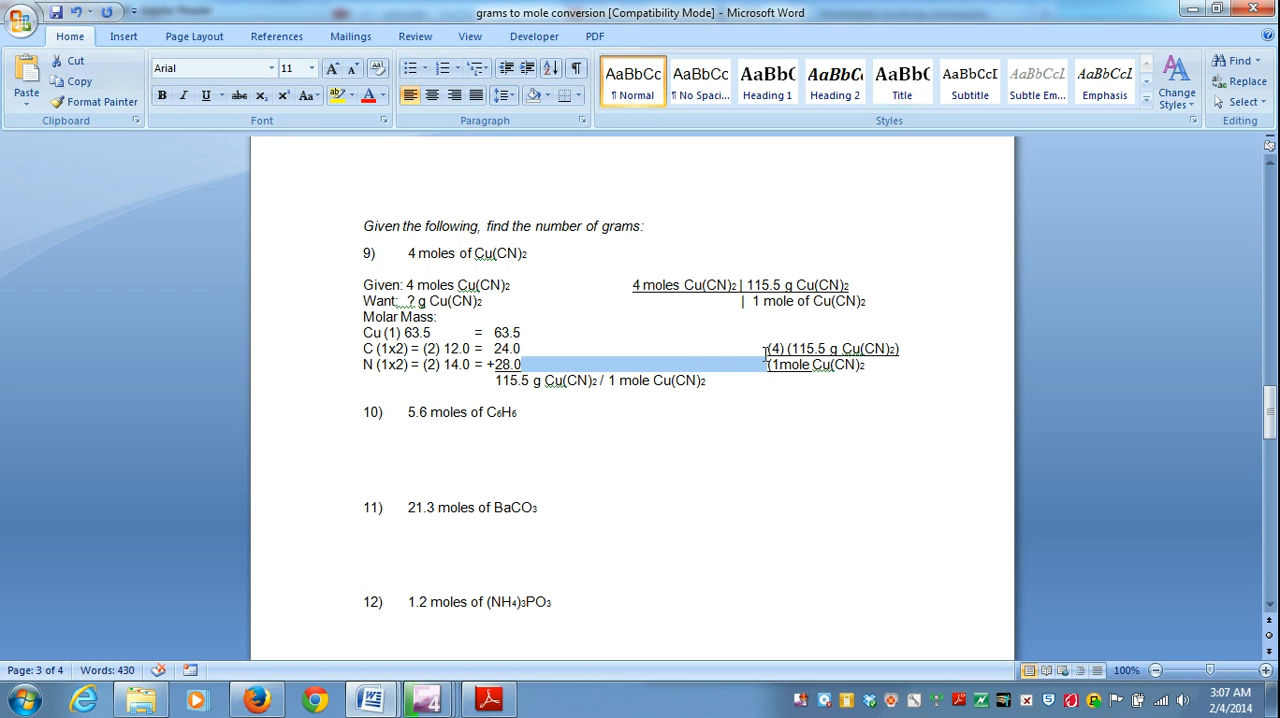 grams to mole conversion [Compatibility Mode] - Microsoft Word
Home Insert Page Layout References Mailings Review View Developer PDF
Paste Cut Copy Format Painter Clipboard
Arial 11 Font
Paragraph
AaBbCc AaBbCc AaBb( AaBbC( AaBb( AaBbCcI AaBbCcL AaBbCcL
¶ Normal ¶ No Spaci... Heading 1 Heading 2 Title Subtitle Subtle Em... Emphasis
Styles
Change Styles
Find Replace Select Editing
Given the following, find the number of grams:
9) 4 moles of Cu(CN)₂
Given: 4 moles Cu(CN)₂ 4 moles Cu(CN)₂ | 115.5 g Cu(CN)₂
Want: ? g Cu(CN)₂ | 1 mole of Cu(CN)₂
Molar Mass:
Cu (1) 63.5 = 63.5
C (1x2) = (2) 12.0 = 24.0 (4) (115.5 g Cu(CN)₂)
N (1x2) = (2) 14.0 = +28.0 (1mole Cu(CN)₂
115.5 g Cu(CN)₂ / 1 mole Cu(CN)₂
10) 5.6 moles of C₆H₆
11) 21.3 moles of BaCO₃
12) 1.2 moles of (NH₄)₃PO₃
Page: 3 of 4 Words: 430 100%
3:07 AM
2/4/2014